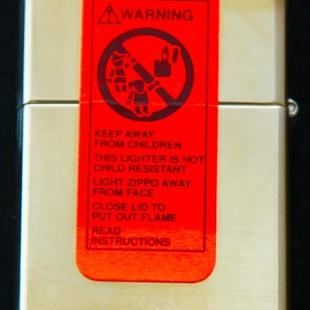 WARNING
KEEP AWAY
FROM CHILDREN
THIS LIGHTER IS NOT
CHILD RESISTANT
LIGHT ZIPPO AWAY
FROM FACE
CLOSE LID TO
PUT OUT FLAME
READ
INSTRUCTIONS